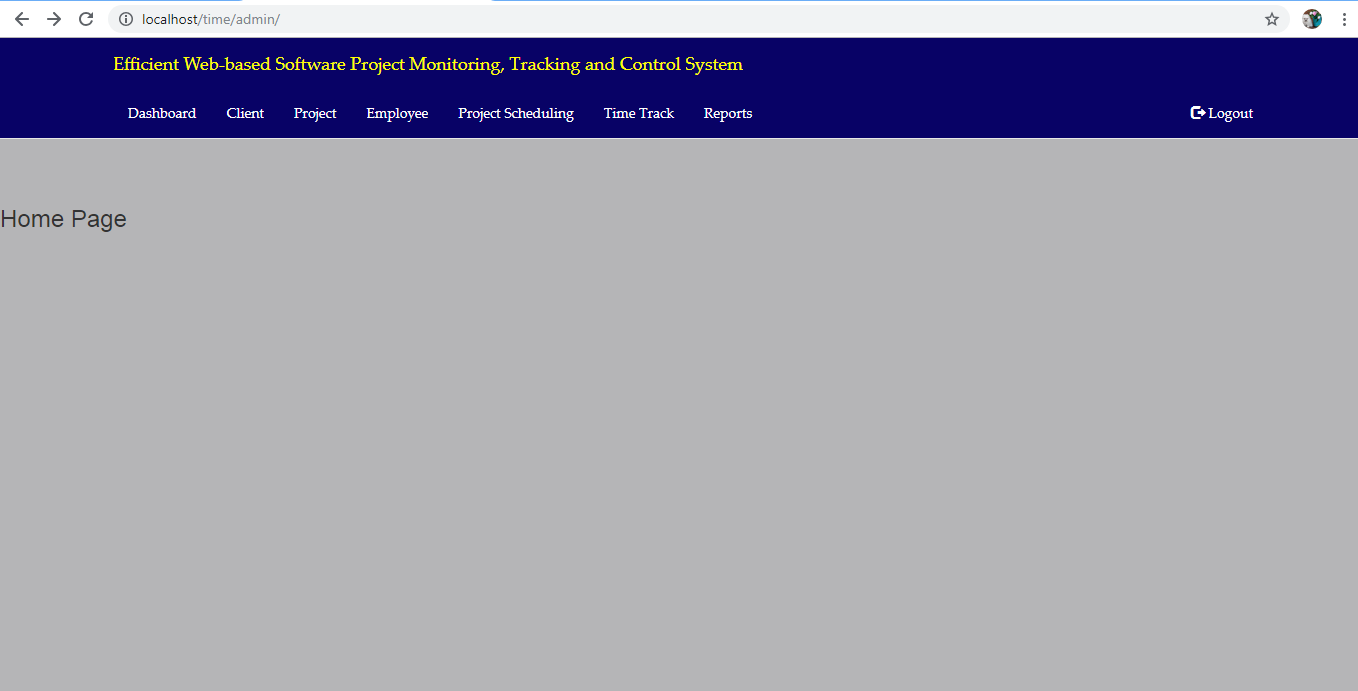 localhost/time/admin/
Efficient Web-based Software Project Monitoring, Tracking and Control System
Dashboard Client Project Employee Project Scheduling Time Track Reports Logout
Home Page